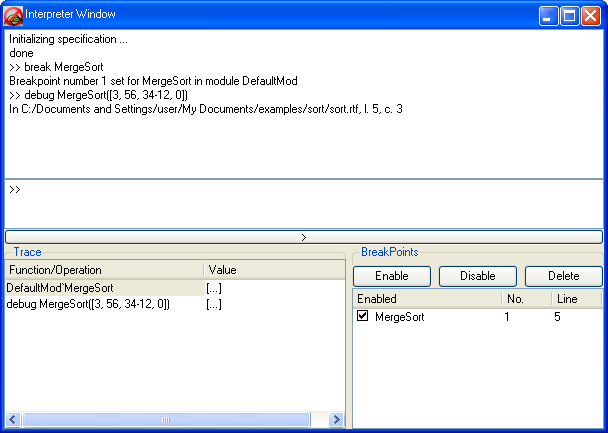 Interpreter Window
Initializing specification ...
done
>> break MergeSort
Breakpoint number 1 set for MergeSort in module DefaultMod
>> debug MergeSort([3, 56, 34-12, 0])
In C:/Documents and Settings/user/My Documents/examples/sort/sort.rtf, l. 5, c. 3
>>
>
Trace
Function/Operation Value
DefaultMod`MergeSort [...]
debug MergeSort([3, 56, 34-12, 0]) [...]
BreakPoints
Enable Disable Delete
Enabled No. Line
MergeSort 1 5